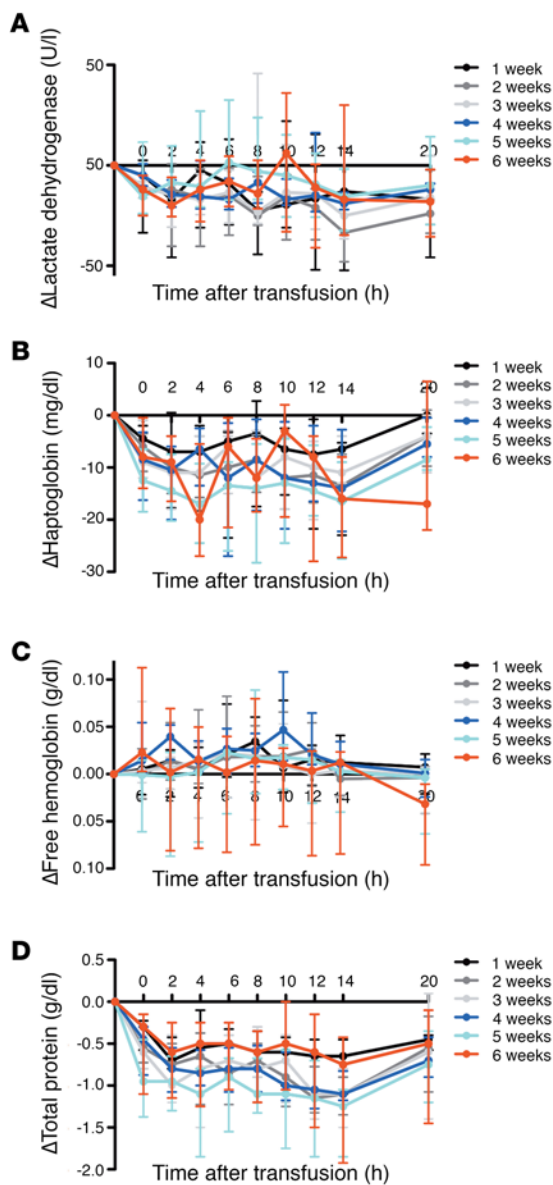 A
ΔLactate dehydrogenase (U/l)
50
50
-50
0 2 4 6 8 10 12 14 20
Time after transfusion (h)
1 week
2 weeks
3 weeks
4 weeks
5 weeks
6 weeks
B
ΔHaptoglobin (mg/dl)
10
0
-10
-20
-30
0 2 4 6 8 10 12 14 20
Time after transfusion (h)
1 week
2 weeks
3 weeks
4 weeks
5 weeks
6 weeks
C
ΔFree hemoglobin (g/dl)
0.10
0.05
0.00
0.05
0.10
0 2 4 6 8 10 12 14 20
Time after transfusion (h)
1 week
2 weeks
3 weeks
4 weeks
5 weeks
6 weeks
D
ΔTotal protein (g/dl)
0.5
0.0
-0.5
-1.0
-1.5
-2.0
0 2 4 6 8 10 12 14 20
Time after transfusion (h)
1 week
2 weeks
3 weeks
4 weeks
5 weeks
6 weeks